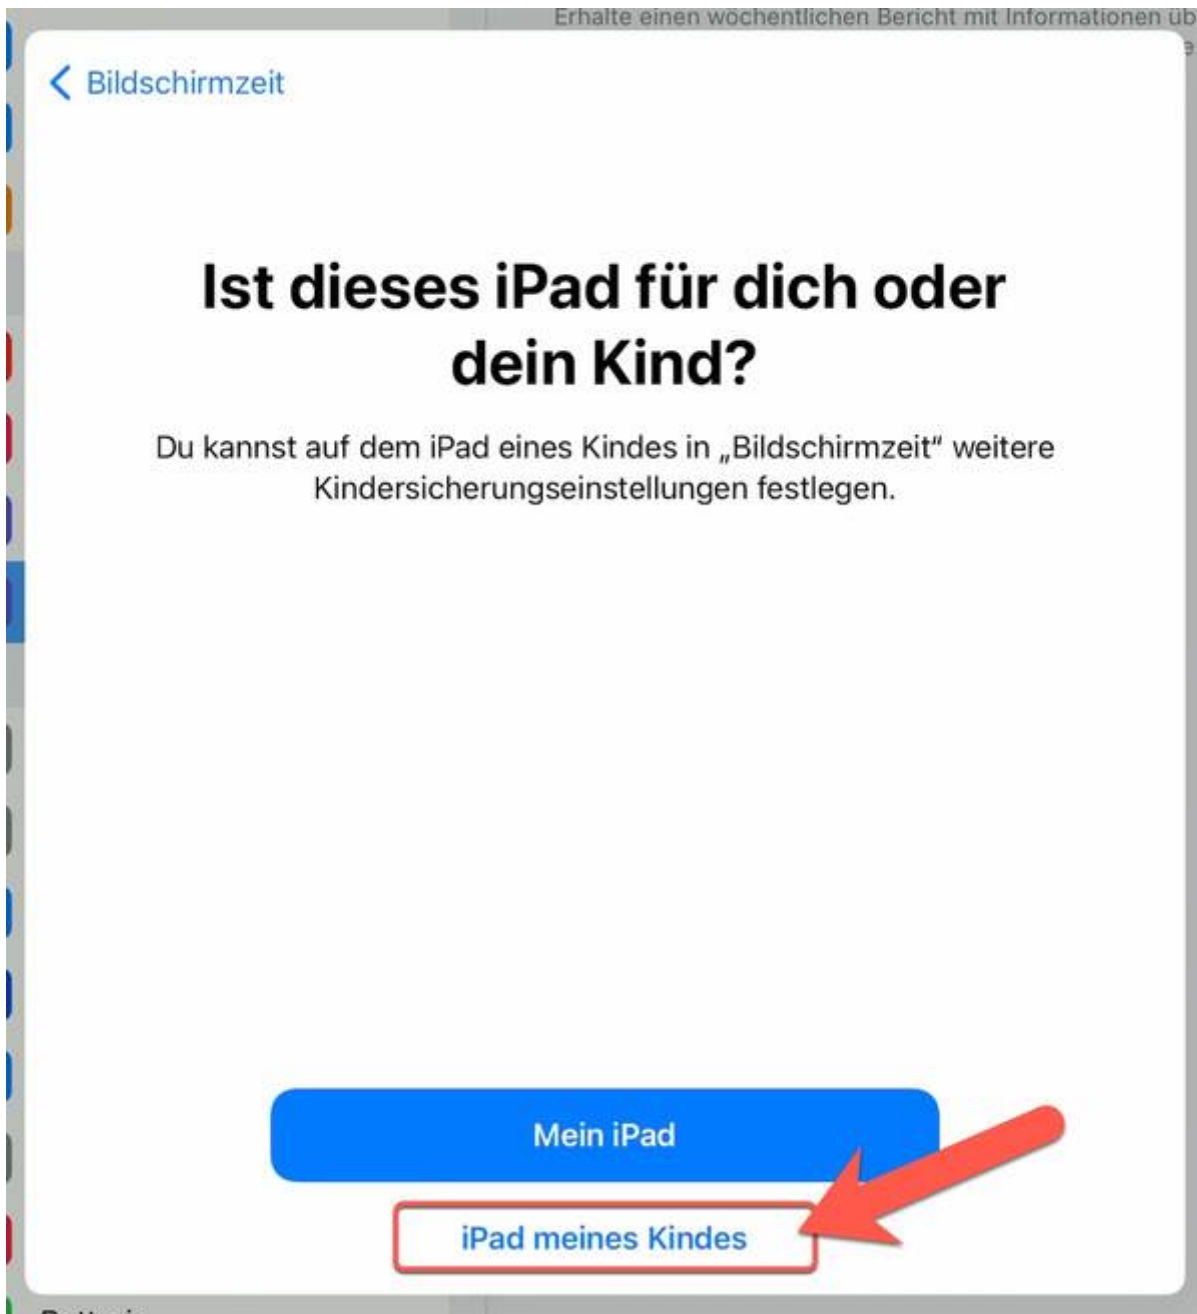 Erhalte einen wöchentlichen Bericht mit Informationen üb
Bildschirmzeit
Ist dieses iPad für dich oder
dein Kind?
Du kannst auf dem iPad eines Kindes in „Bildschirmzeit“ weitere
Kindersicherungseinstellungen festlegen.
Mein iPad
iPad meines Kindes